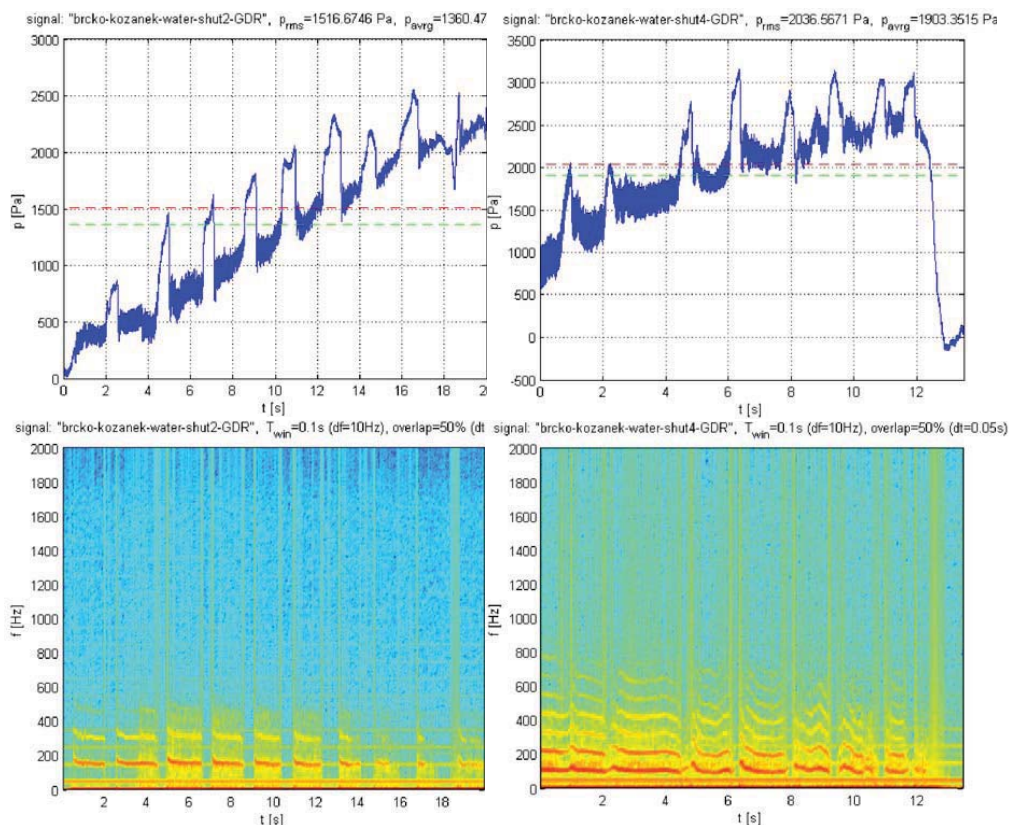 signal: "brcko-kozanek-water-shut2-GDR", p_rms=1516.6746 Pa, p_avrg=1360.47
3000
2500
2000
1500
1000
500
0
p [Pa]
0 2 4 6 8 10 12 14 16 18 20
t [s]
signal: "brcko-kozanek-water-shut4-GDR", p_rms=2036.5671 Pa, p_avrg=1903.3515 Pa
3500
3000
2500
2000
1500
1000
500
0
-500
p [Pa]
0 2 4 6 8 10 12
t [s]
signal: "brcko-kozanek-water-shut2-GDR", T_win=0.1s (df=10Hz), overlap=50% (dt
2000
1800
1600
1400
1200
1000
800
600
400
200
0
f [Hz]
2 4 6 8 10 12 14 16 18
t [s]
signal: "brcko-kozanek-water-shut4-GDR", T_win=0.1s (df=10Hz), overlap=50% (dt=0.05s)
2000
1800
1600
1400
1200
1000
800
600
400
200
0
f [Hz]
2 4 6 8 10 12
t [s]